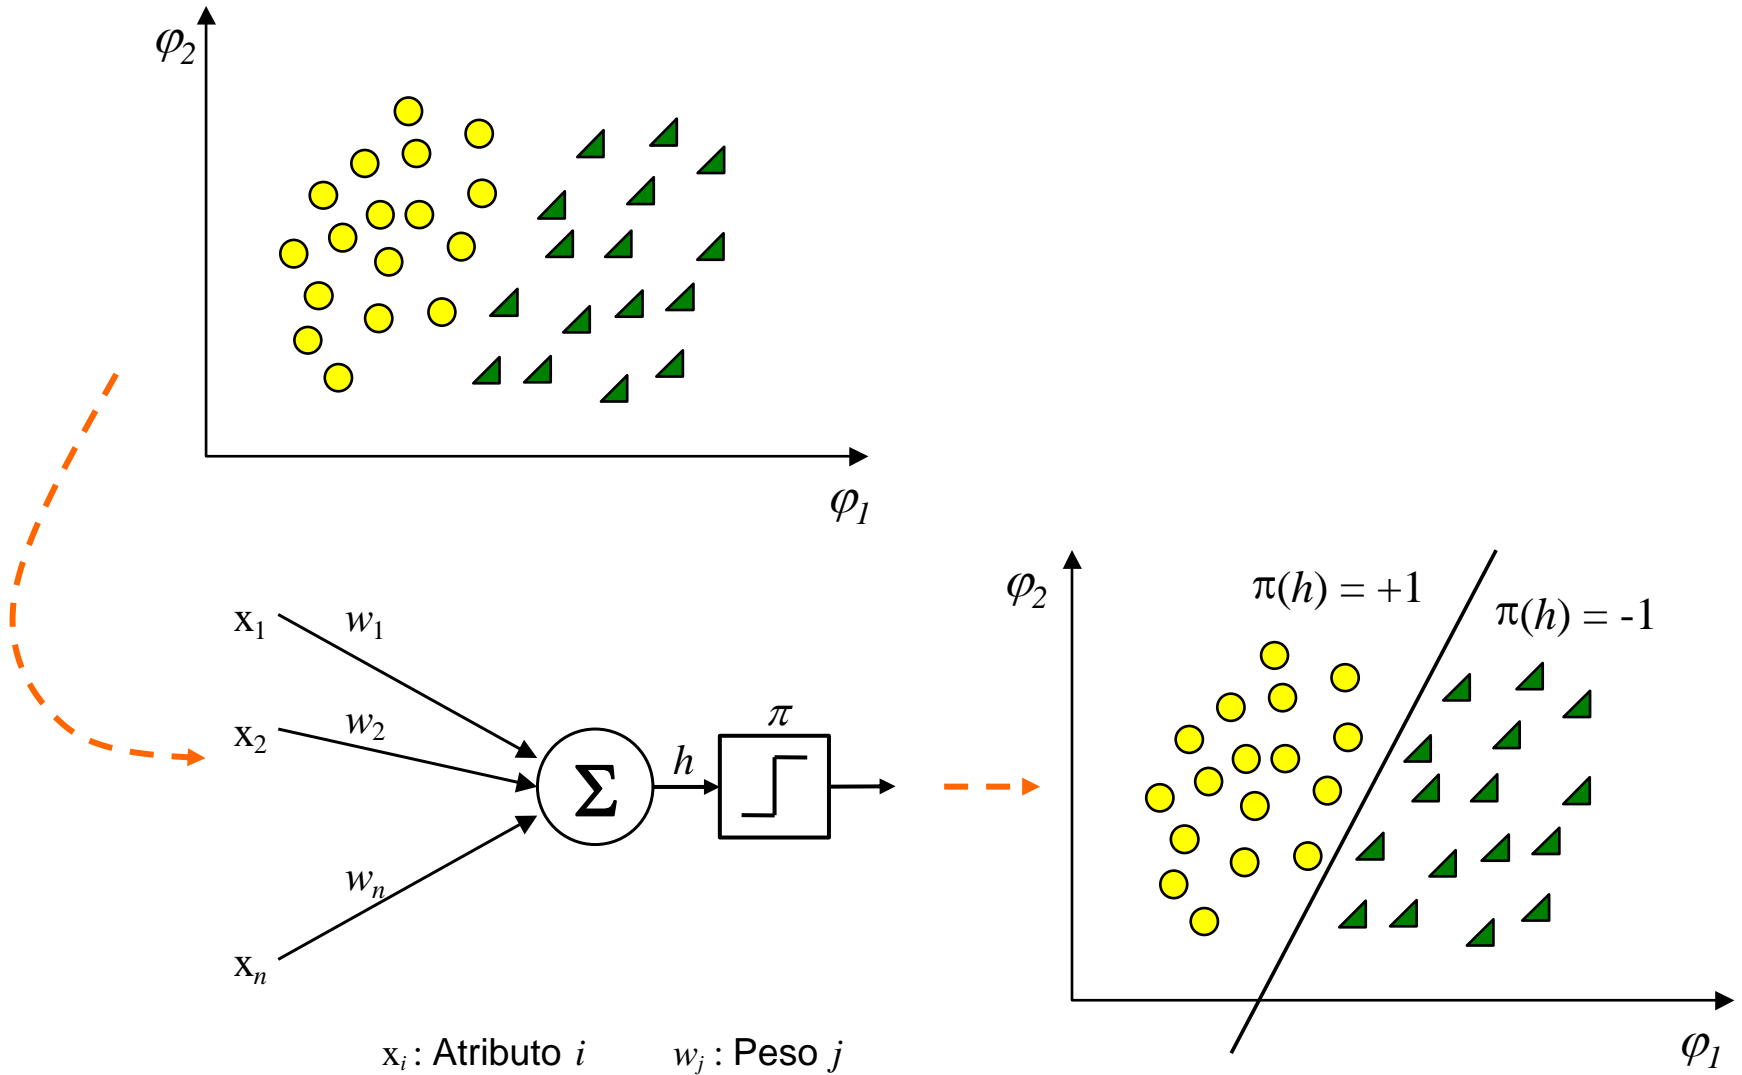 φ2
φ1
x1
w1
x2
w2
π
h
Σ
wn
xn
xi : Atributo i
wj : Peso j
φ2
π(h) = +1
π(h) = -1
φ1